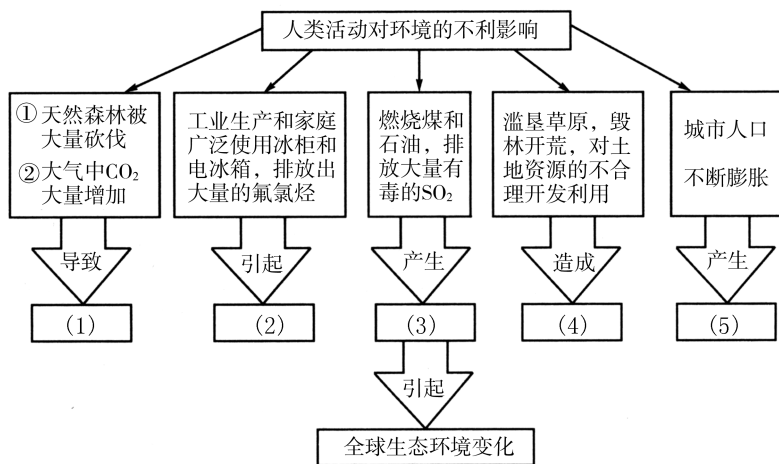 人类活动对环境的不利影响
① 天然森林被
大量砍伐
② 大气中CO₂
大量增加
工业生产和家庭
广泛使用冰柜和
电冰箱，排放出
大量的氟氯烃
燃烧煤和
石油，排
放大量有
毒的SO₂
滥垦草原，毁
林开荒，对土
地资源的不合
理开发利用
城市人口
不断膨胀
导致
引起
产生
造成
产生
（1）
（2）
（3）
（4）
（5）
引起
全球生态环境变化